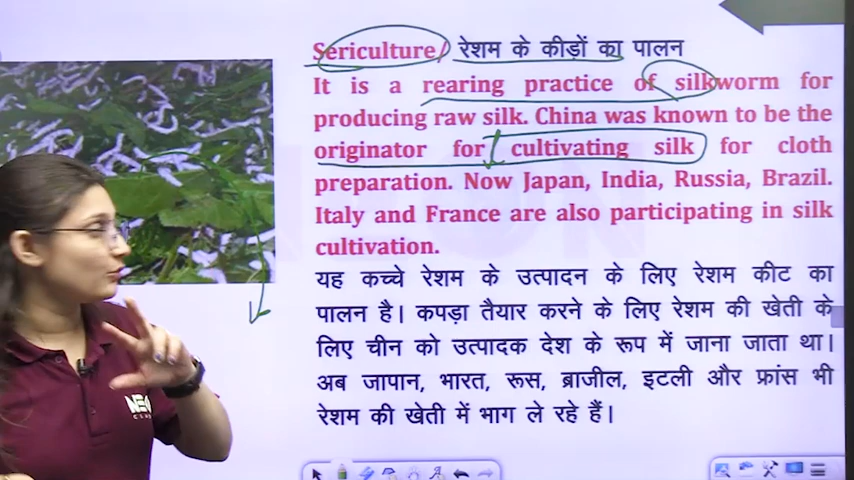 Sericulture/ रेशम के कीड़ों का पालन
It is a rearing practice of silkworm for
producing raw silk. China was known to be the
originator for cultivating silk for cloth
preparation. Now Japan, India, Russia, Brazil.
Italy and France are also participating in silk
cultivation.
यह कच्चे रेशम के उत्पादन के लिए रेशम कीट का
पालन है। कपड़ा तैयार करने के लिए रेशम की खेती के
लिए चीन को उत्पादक देश के रूप में जाना जाता था।
अब जापान, भारत, रूस, ब्राजील, इटली और फ्रांस भी
रेशम की खेती में भाग ले रहे हैं।